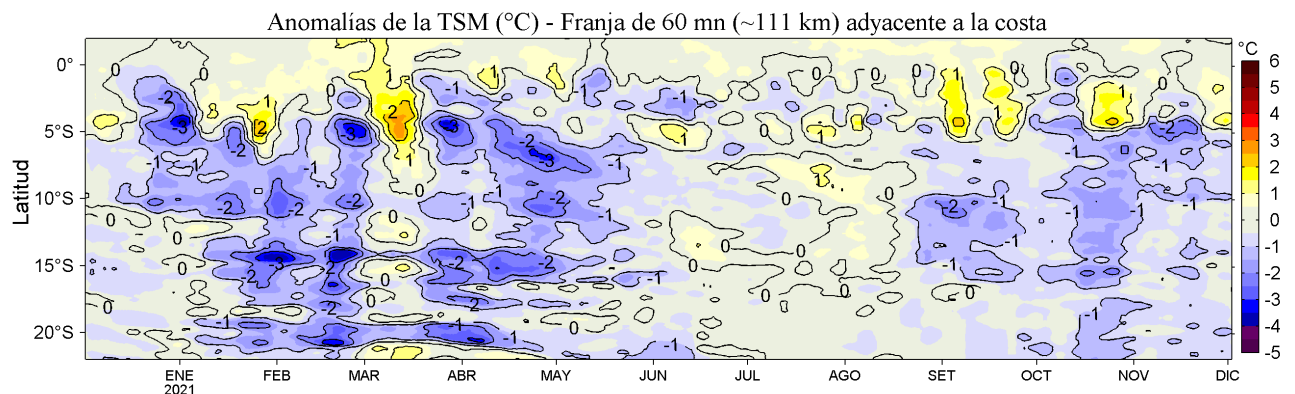 Anomalías de la TSM (°C) - Franja de 60 mn (~111 km) adyacente a la costa
°C
Latitud
0°
5°S
10°S
15°S
20°S
ENE FEB MAR ABR MAY JUN JUL AGO SET OCT NOV DIC
2021
6
5
4
3
2
1
0
-1
-2
-3
-4
-5